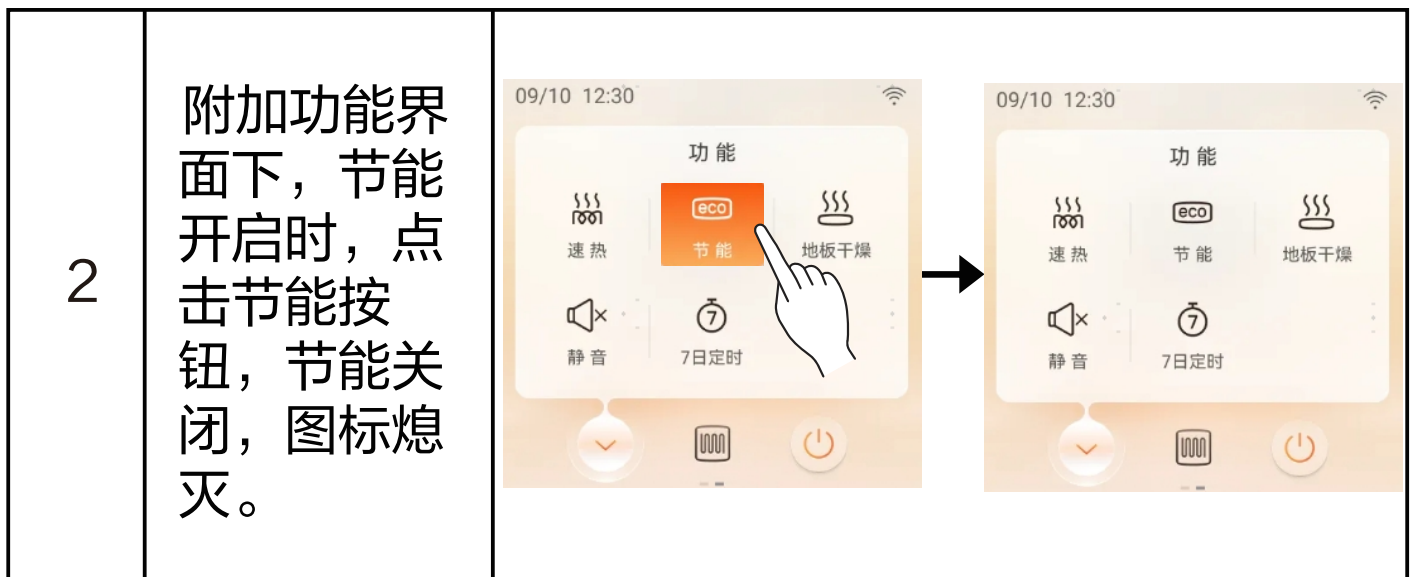 2
附加功能界
面下，节能
开启时，点
击节能按
钮，节能关
闭，图标熄
灭。
09/10 12:30
功能
eco
速热 节能 地板干燥
7
静音 7日定时
09/10 12:30
功能
eco
速热 节能 地板干燥
7
静音 7日定时